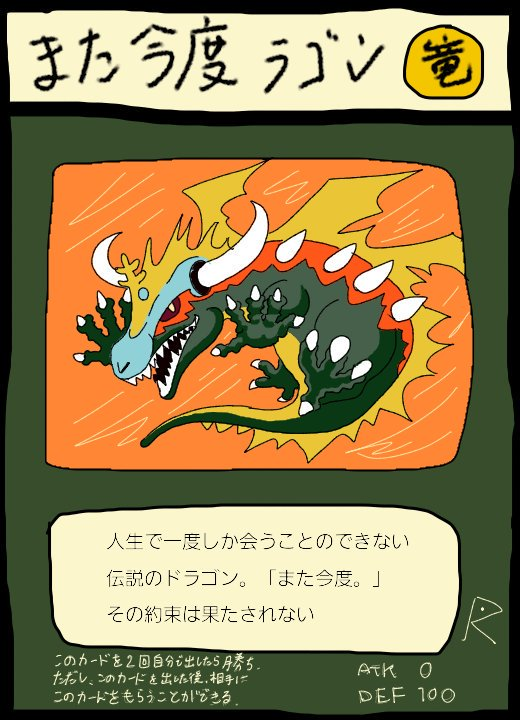 また今度ラゴン 竜
人生で一度しか会うことのできない
伝説のドラゴン。「また今度。」
その約束は果たされない
R
このカードを2回自分が出したら勝ち。
ただし、このカードを出した後、相手に
このカードをもらうことができる。
ATK 0
DEF 100